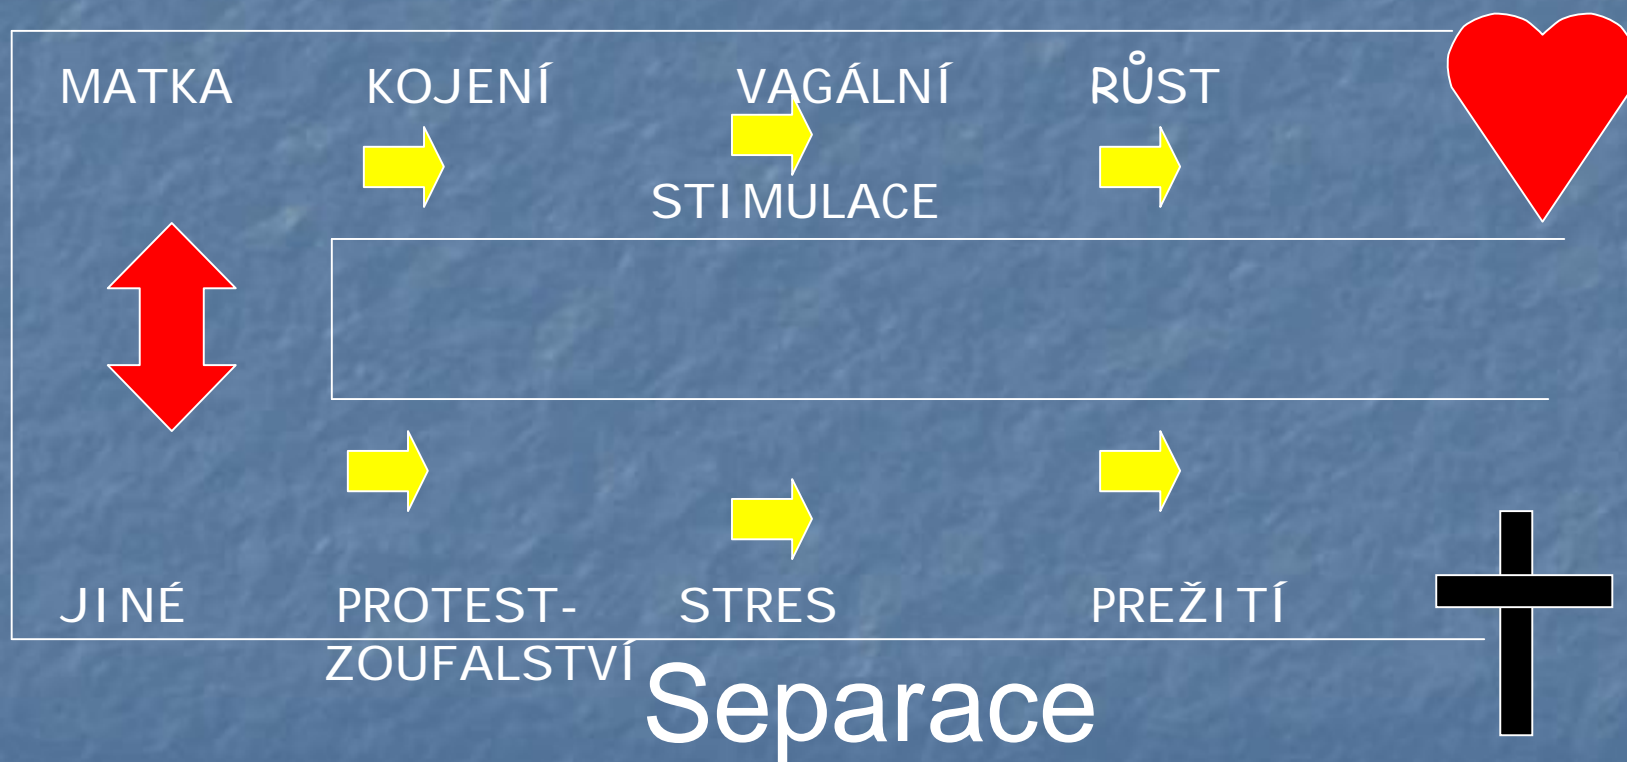 MATKA KOJENÍ VAGÁLNÍ RŮST
STIMULACE
JINÉ PROTEST- STRES PREŽITÍ
ZOUFALSTVÍ
Separace